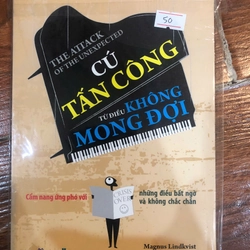 50
THE ATTACK
OF THE UNEXPECTED
CÚ
TẤN CÔNG
TỪ ĐIỀU KHÔNG
MONG ĐỢI
Cẩm nang ứng phó với
những điều bất ngờ
và không chắc chắn
Magnus Lindkvist